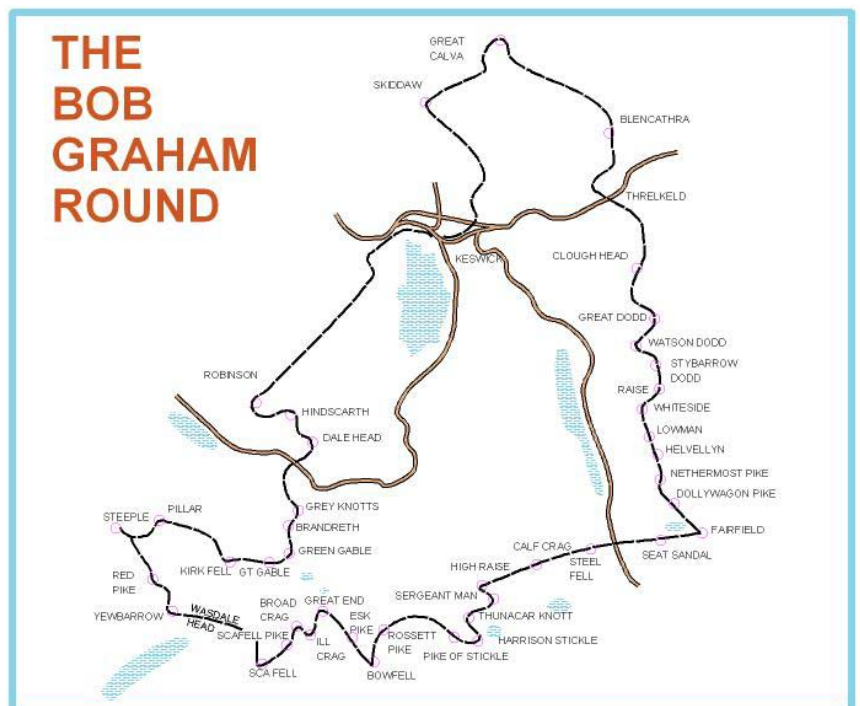 THE
BOB
GRAHAM
ROUND
GREAT
CALVA
SKIDDAW
BLENCATHRA
THRELKELD
KESWICK
CLOUGH HEAD
GREAT DODD
WATSON DODD
STYBARROW
DODD
RAISE
WHITESIDE
LOWMAN
HELVELLYN
NETHERMOST PIKE
DOLLYWAGON PIKE
FAIRFIELD
SEAT SANDAL
STEEL
FELL
CALF CRAG
HIGH RAISE
SERGEANT MAN
THUNACAR KNOTT
HARRISON STICKLE
PIKE OF STICKLE
ROSSETT
PIKE
BOWFELL
ESK
PIKE
GREAT END
ILL
CRAG
BROAD
CRAG
SCAFELL PIKE
SCA FELL
WASDALE
HEAD
YEWBARROW
RED
PIKE
STEEPLE
PILLAR
KIRK FELL
GT GABLE
GREEN GABLE
BRANDRETH
GREY KNOTTS
DALE HEAD
HINDSCARTH
ROBINSON